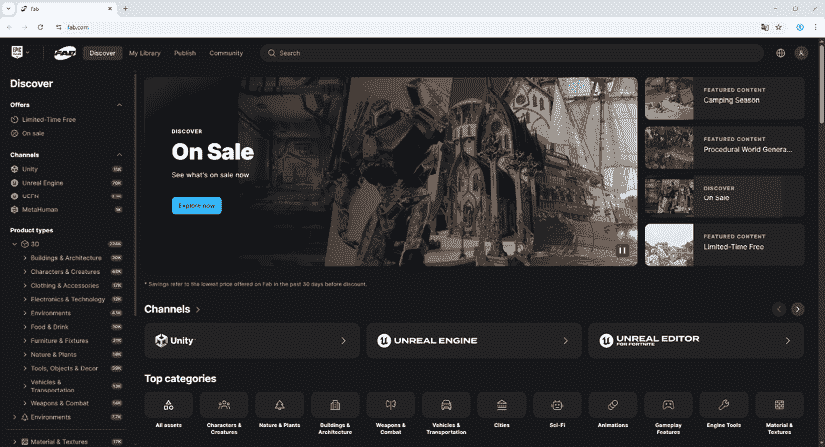 Fab
fab.com
EPIC
FAB
Discover
My Library
Publish
Community
Search
Discover
Offers
Limited-Time Free
On sale
Channels
Unity
Unreal Engine
UEFN
MetaHuman
Product types
3D
Buildings & Architecture
Characters & Creatures
Clothing & Accessories
Electronics & Technology
Environments
Food & Drink
Furniture & Fixtures
Nature & Plants
Tools, Objects & Decor
Vehicles &
Transportation
Weapons & Combat
Environments
Material & Textures
DISCOVER
On Sale
See what's on sale now
Explore now
FEATURED CONTENT
Camping Season
FEATURED CONTENT
Procedural World Genera...
DISCOVER
On Sale
FEATURED CONTENT
Limited-Time Free
* Savings refer to the lowest price offered on Fab in the past 30 days before discount.
Channels
Unity
UNREAL ENGINE
UNREAL EDITOR
FOR FORTNITE
Top categories
All assets
Characters &
Creatures
Nature & Plants
Buildings &
Architecture
Weapons &
Combat
Vehicles &
Transportation
Cities
Sci-Fi
Animations
Gameplay
Features
Engine Tools
Material &
Textures